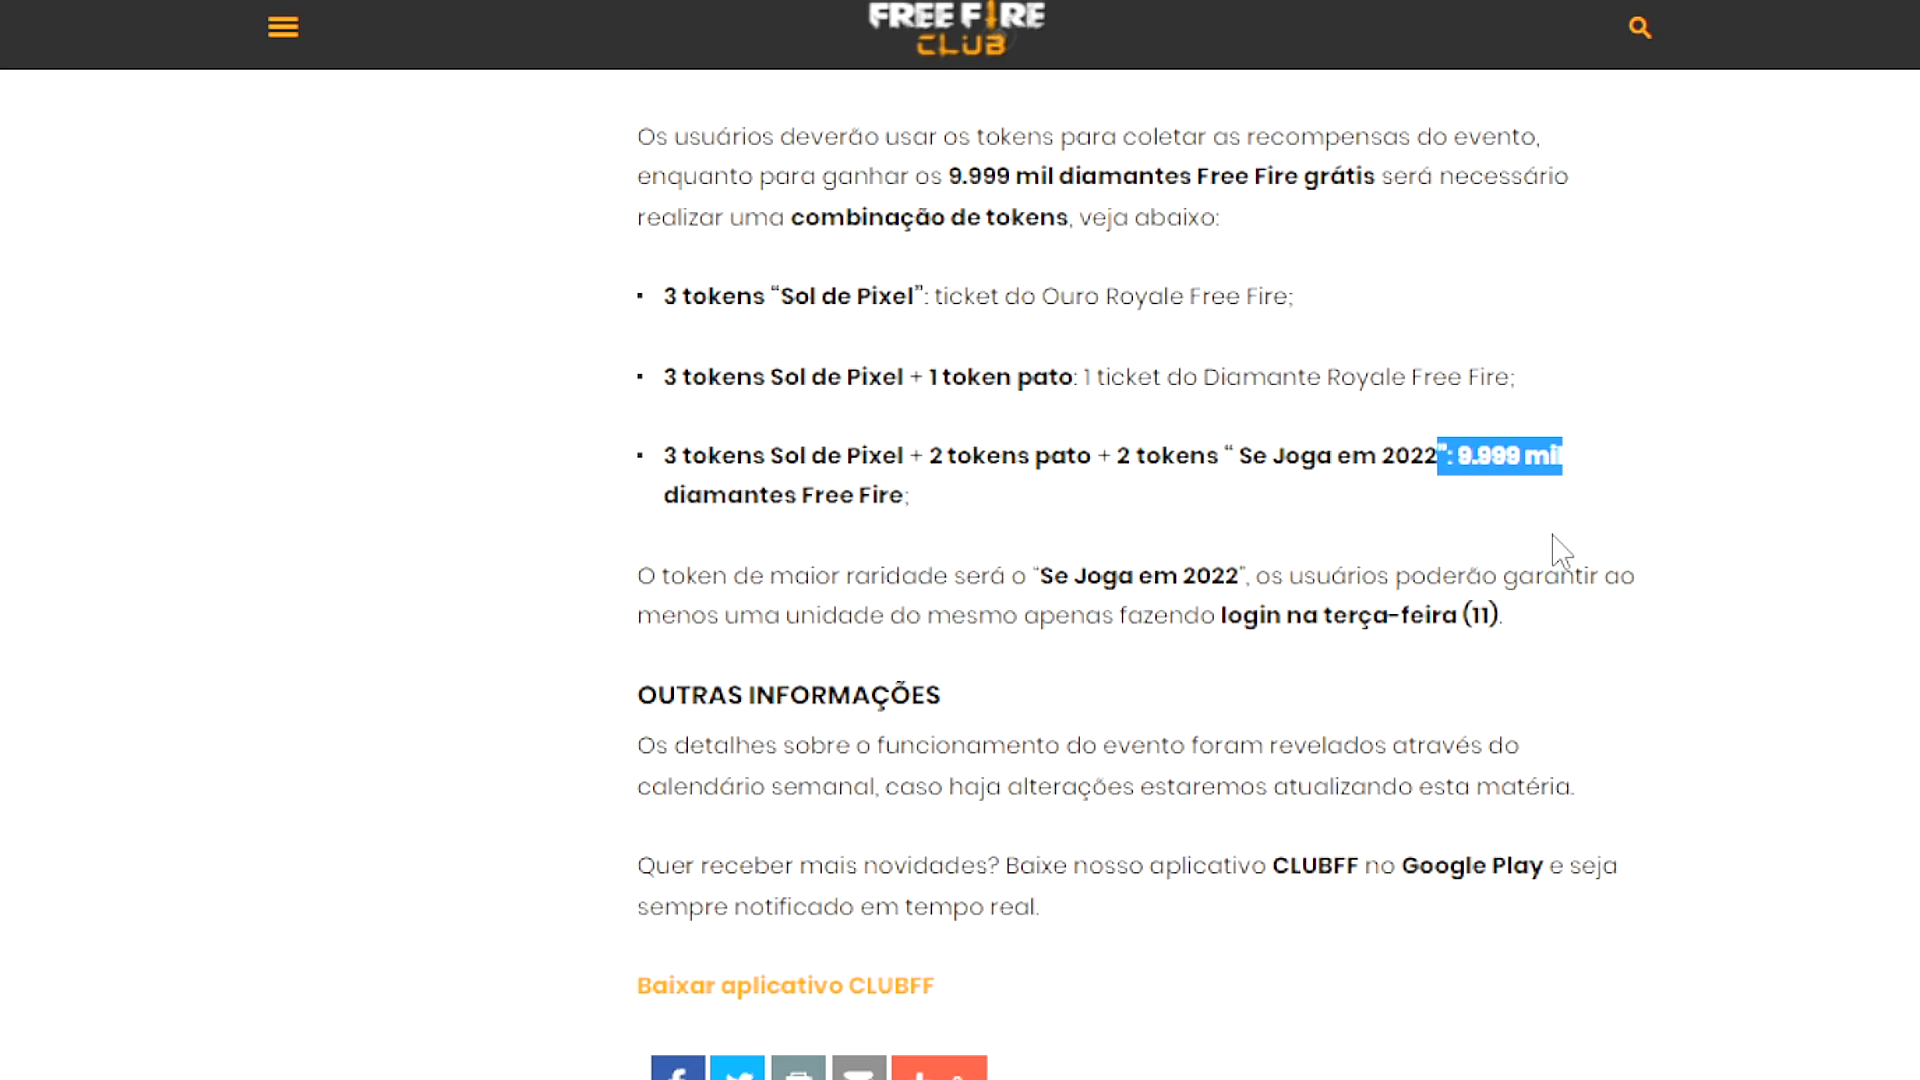 FREE FIRE
CLUB
Os usuários deverão usar os tokens para coletar as recompensas do evento,
enquanto para ganhar os 9.999 mil diamantes Free Fire grátis será necessário
realizar uma combinação de tokens, veja abaixo:
▪ 3 tokens “Sol de Pixel”: ticket do Ouro Royale Free Fire;
▪ 3 tokens Sol de Pixel + 1 token pato: 1 ticket do Diamante Royale Free Fire;
▪ 3 tokens Sol de Pixel + 2 tokens pato + 2 tokens “ Se Joga em 2022”: 9.999 mil
diamantes Free Fire;
O token de maior raridade será o “Se Joga em 2022”, os usuários poderão garantir ao
menos uma unidade do mesmo apenas fazendo login na terça-feira (11).
OUTRAS INFORMAÇÕES
Os detalhes sobre o funcionamento do evento foram revelados através do
calendário semanal, caso haja alterações estaremos atualizando esta matéria.
Quer receber mais novidades? Baixe nosso aplicativo CLUBFF no Google Play e seja
sempre notificado em tempo real.
Baixar aplicativo CLUBFF